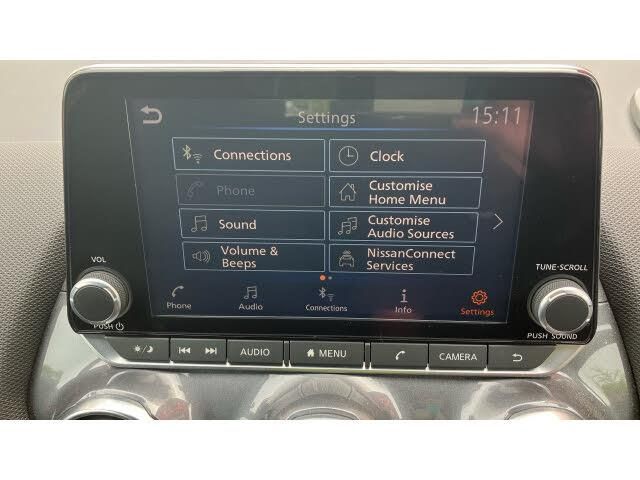 Settings
15:11
Connections
Clock
Phone
Customise
Home Menu
Sound
Customise
Audio Sources
Volume &
Beeps
NissanConnect
Services
Phone
Audio
Connections
Info
Settings
VOL
PUSH
TUNE-SCROLL
PUSH SOUND
AUDIO
MENU
CAMERA